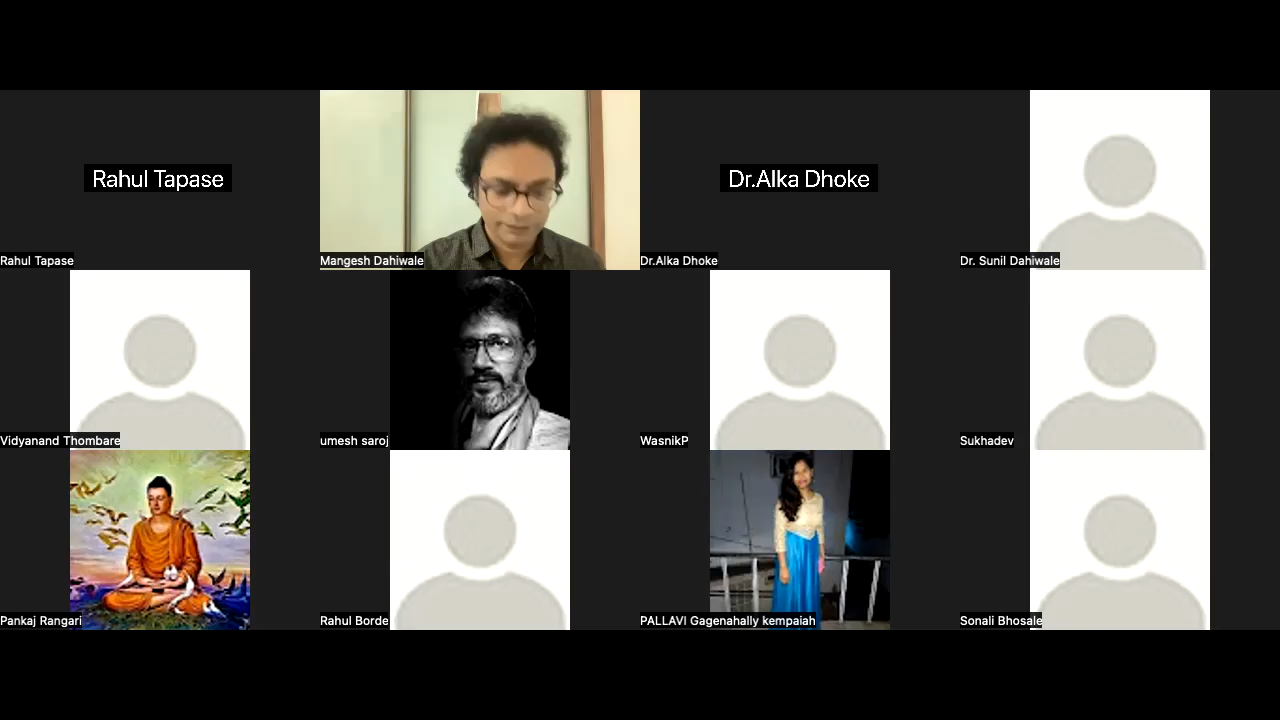 Rahul Tapase
Dr.Alka Dhoke
Rahul Tapase
Mangesh Dahiwale
Dr.Alka Dhoke
Dr. Sunil Dahiwale
Vidyanand Thombare
umesh saroj
WasnikP
Sukhadev
Pankaj Rangari
Rahul Borde
PALLAVI Gagenahally kempaiah
Sonali Bhosale